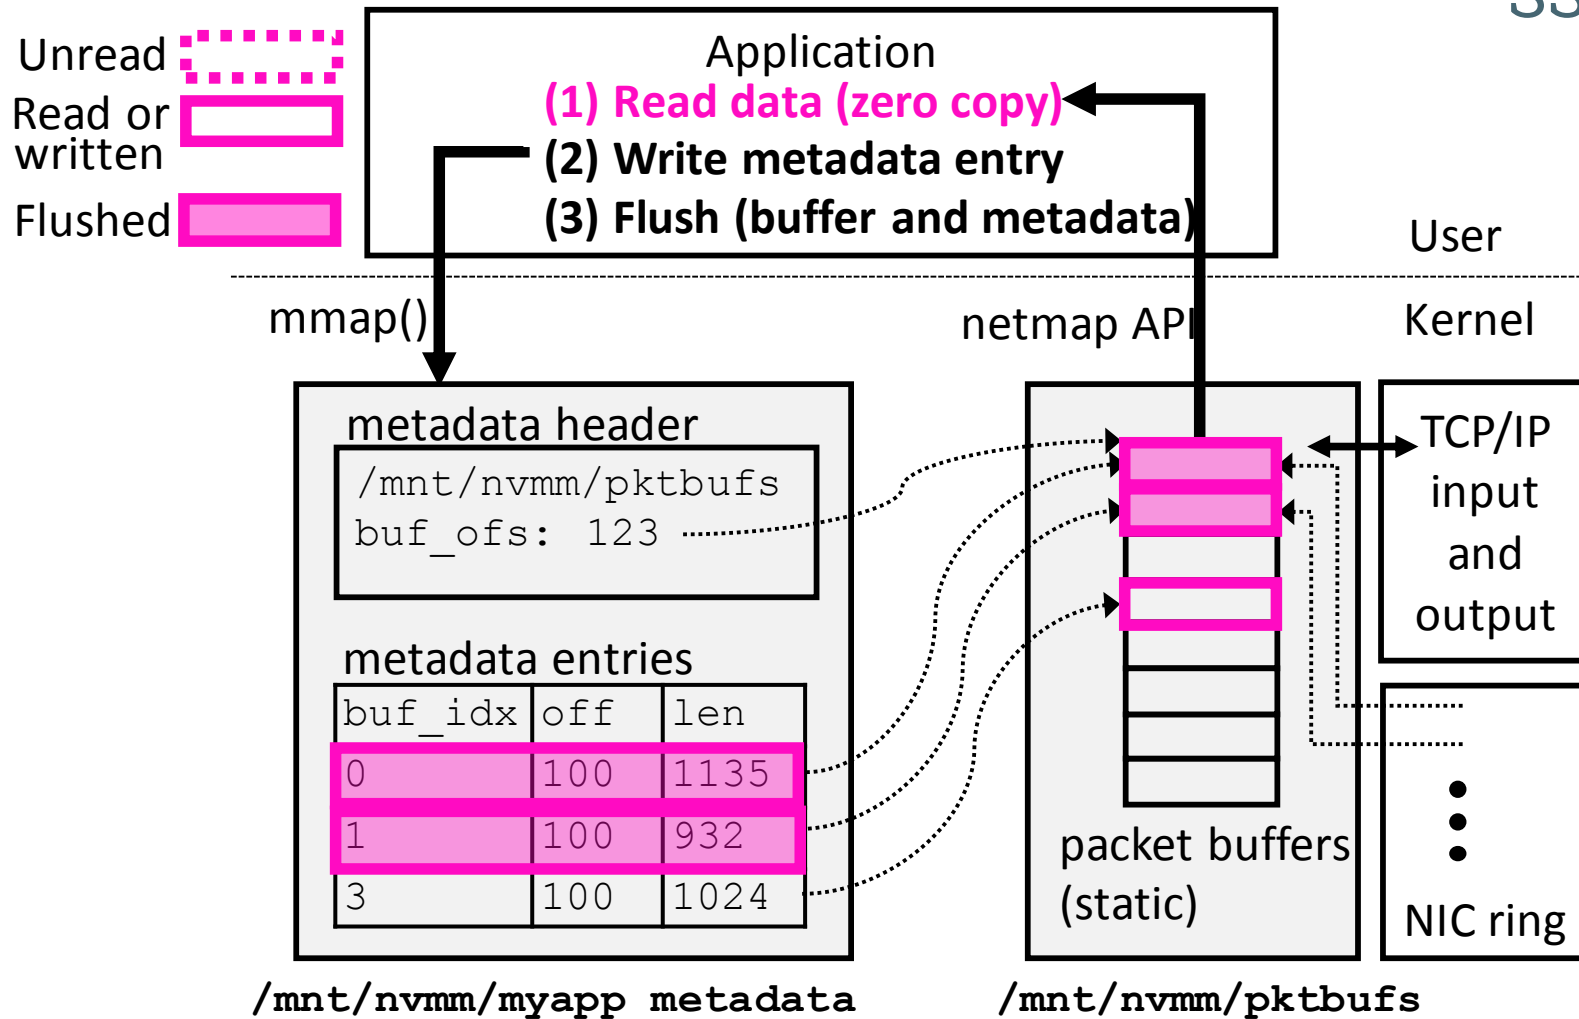 Unread
Read or
written
Flushed
Application
(1) Read data (zero copy)
(2) Write metadata entry
(3) Flush (buffer and metadata)
User
mmap()
netmap API
Kernel
metadata header
/mnt/nvmm/pktbufs
buf_ofs: 123
metadata entries
buf_idx off len
0 100 1135
1 100 932
3 100 1024
packet buffers
(static)
TCP/IP
input
and
output
NIC ring
/mnt/nvmm/myapp metadata
/mnt/nvmm/pktbufs